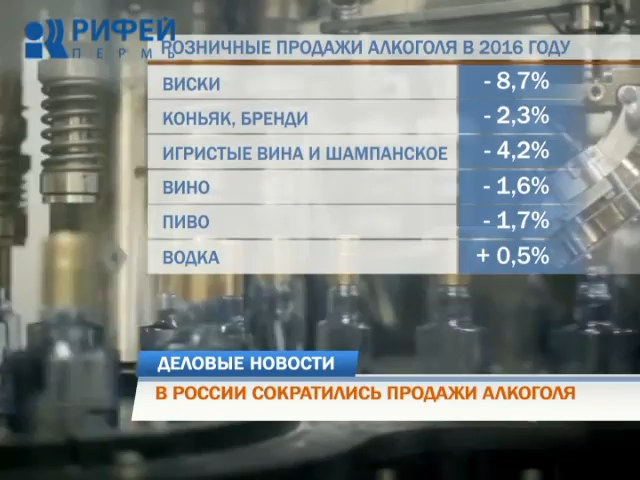 РИФЕЙ
ПЕРМЬ
РОЗНИЧНЫЕ ПРОДАЖИ АЛКОГОЛЯ В 2016 ГОДУ
ВИСКИ - 8,7%
КОНЬЯК, БРЕНДИ - 2,3%
ИГРИСТЫЕ ВИНА И ШАМПАНСКОЕ - 4,2%
ВИНО - 1,6%
ПИВО - 1,7%
ВОДКА + 0,5%
ДЕЛОВЫЕ НОВОСТИ
В РОССИИ СОКРАТИЛИСЬ ПРОДАЖИ АЛКОГОЛЯ